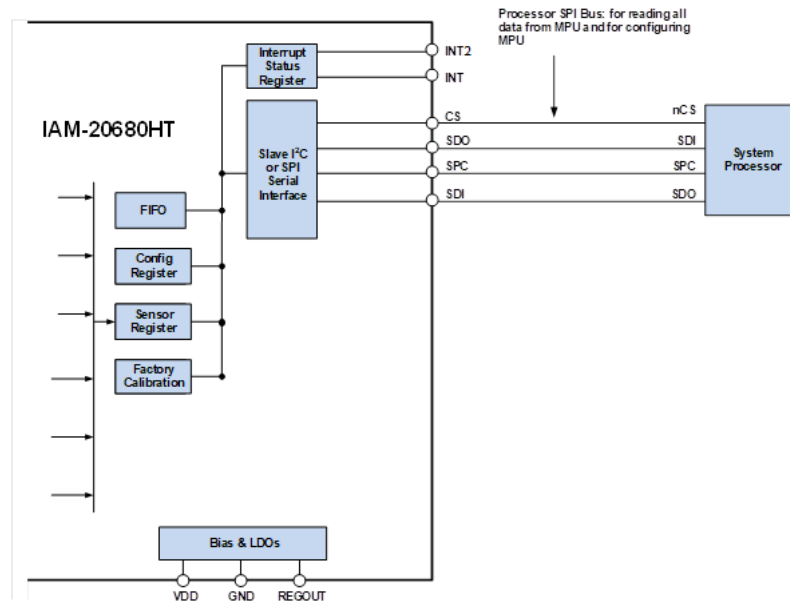 Processor SPI Bus: for reading all
data from MPU and for configuring
MPU
Interrupt
Status
Register
INT2
INT
IAM-20680HT
CS
nCS
Slave I²C
or SPI
Serial
Interface
SDO
SDI
SPC
SPC
SDI
SDO
System
Processor
FIFO
Config
Register
Sensor
Register
Factory
Calibration
Bias & LDOs
VDD
GND
REGOUT